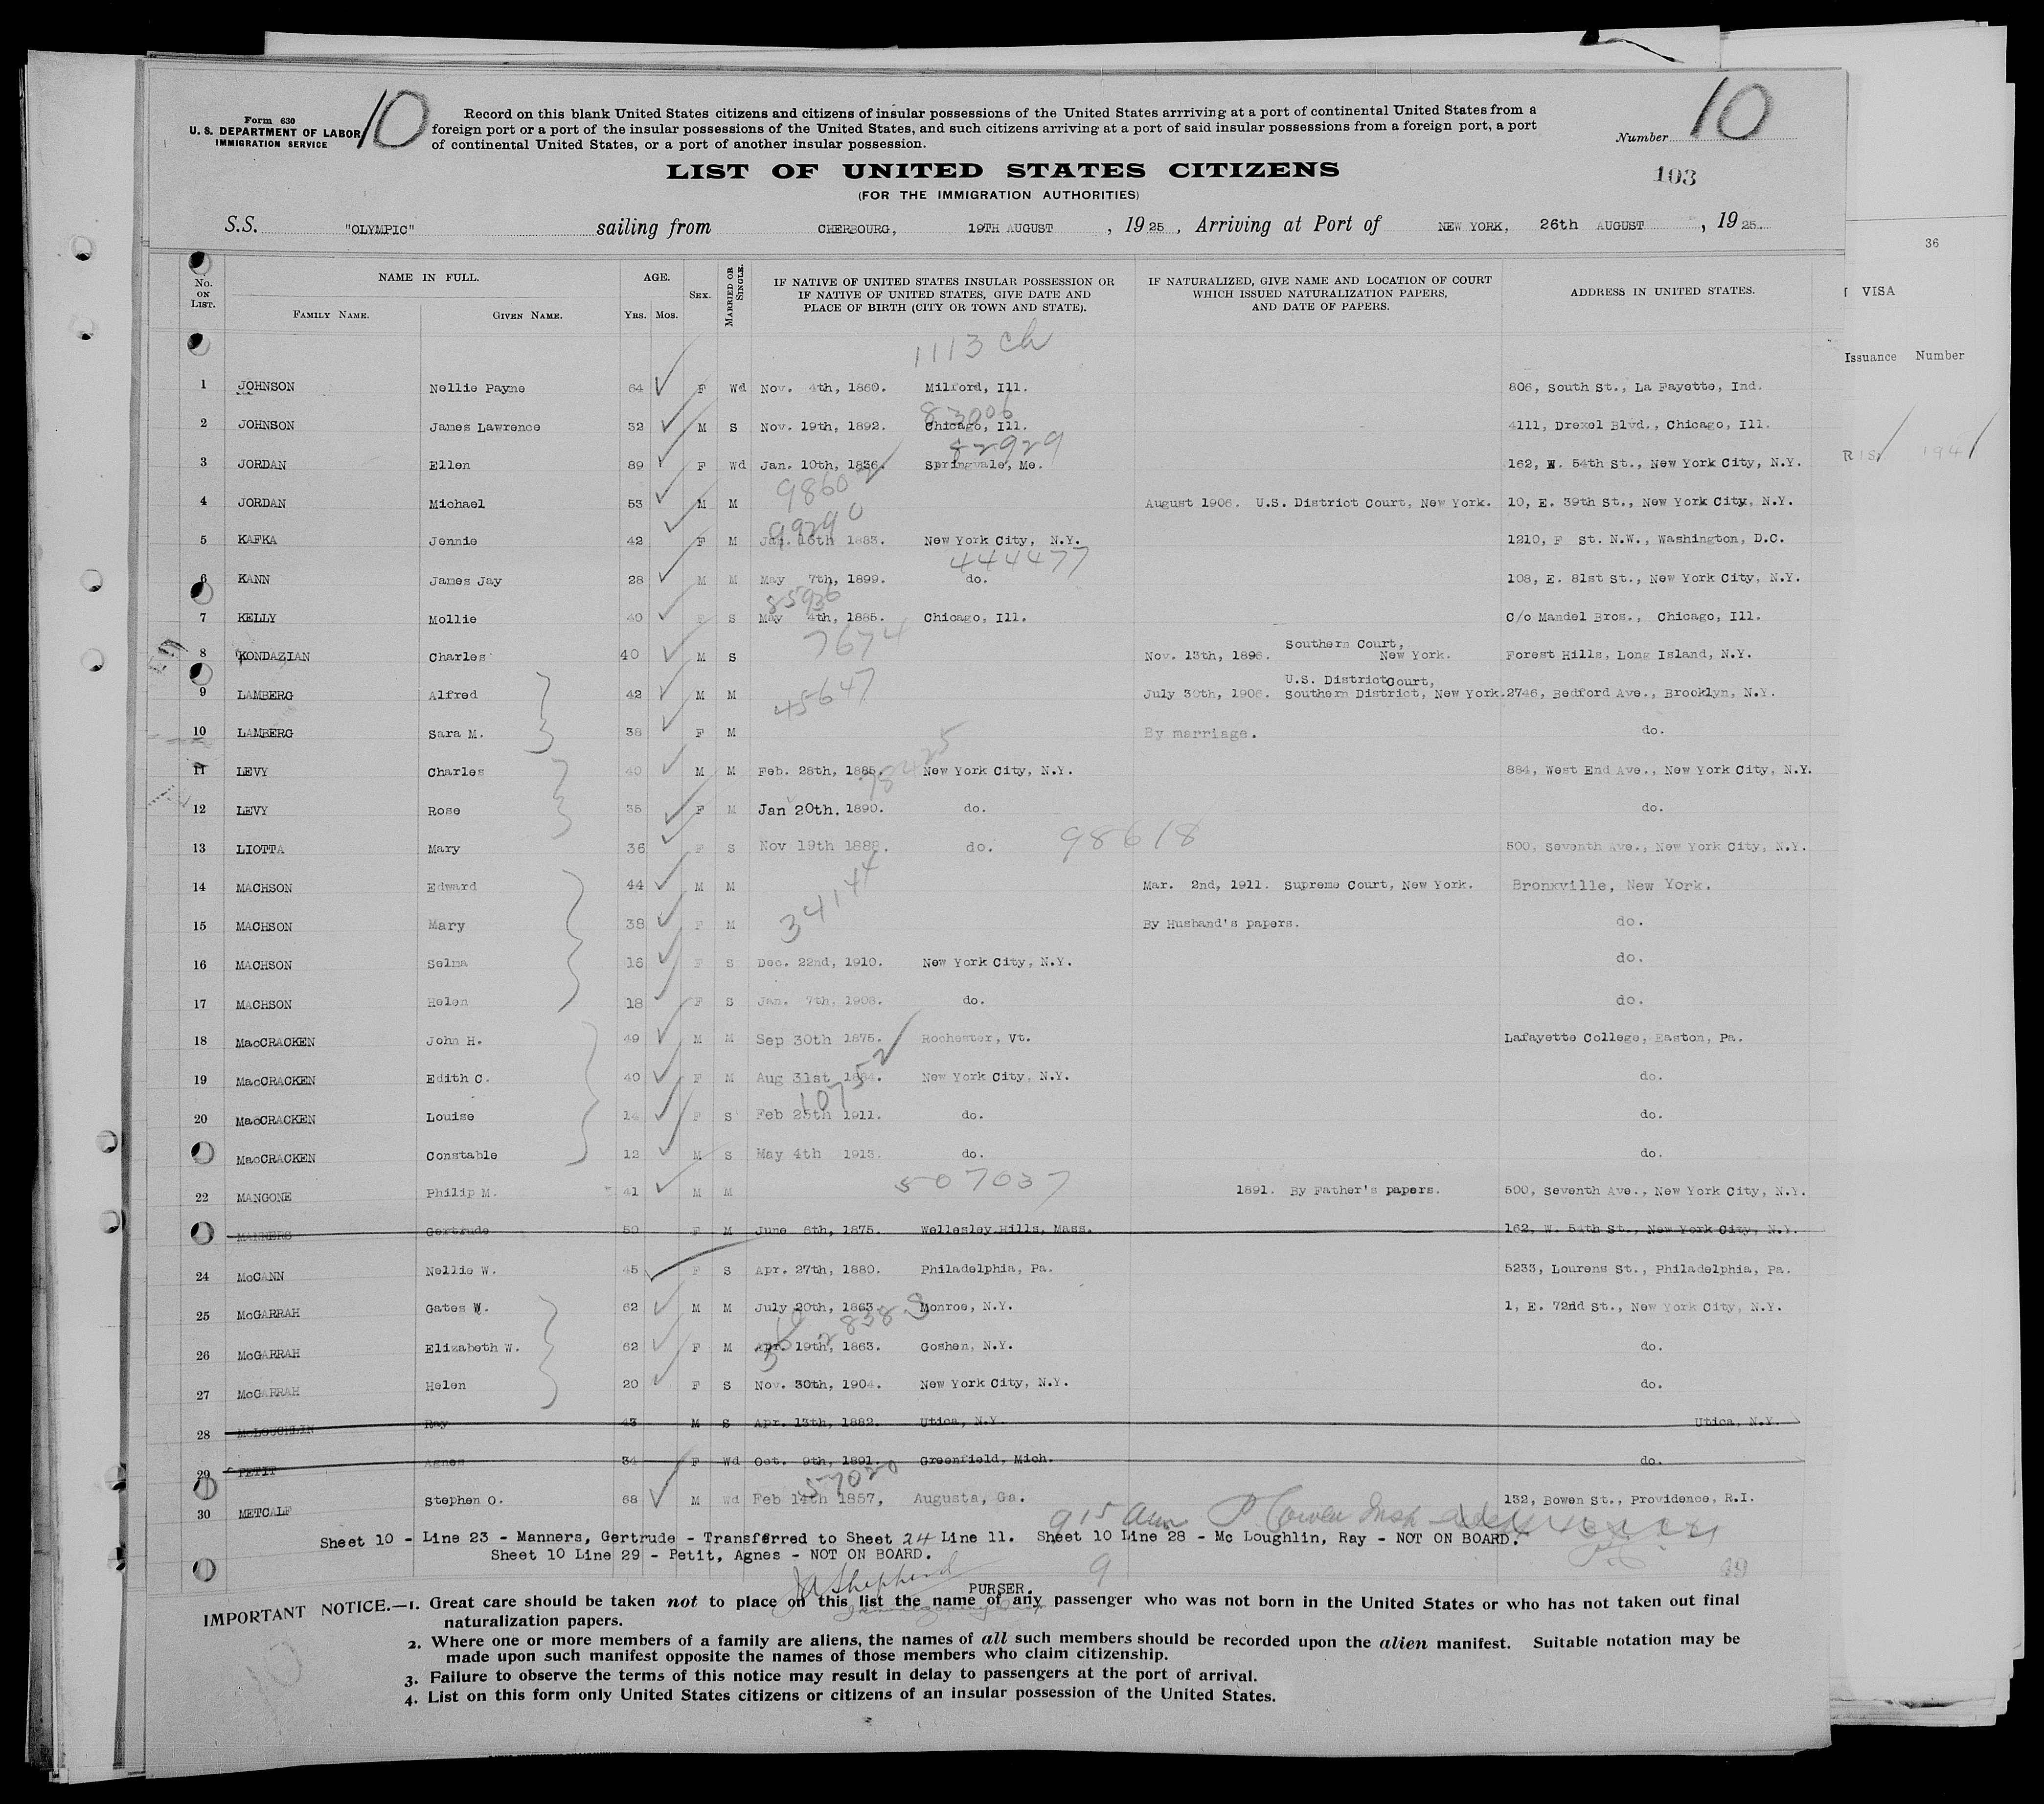 10
Form 630
U. S. DEPARTMENT OF LABOR
IMMIGRATION SERVICE
Record on this blank United States citizens and citizens of insular possessions of the United States arrriving at a port of continental United States from a
foreign port or a port of the insular possessions of the United States, and such citizens arriving at a port of said insular possessions from a foreign port, a port
of continental United States, or a port of another insular possession.
Number 10
LIST OF UNITED STATES CITIZENS
(FOR THE IMMIGRATION AUTHORITIES)
103
S.S. "OLYMPIC" sailing from CHERBOURG, 19TH AUGUST, 1925, Arriving at Port of NEW YORK, 26th AUGUST, 1925.
36
No. ON LIST. NAME IN FULL. FAMILY NAME. GIVEN NAME. AGE. YRS. MOS. SEX. MARRIED OR SINGLE. IF NATIVE OF UNITED STATES INSULAR POSSESSION OR IF NATIVE OF UNITED STATES, GIVE DATE AND PLACE OF BIRTH (CITY OR TOWN AND STATE). IF NATURALIZED, GIVE NAME AND LOCATION OF COURT WHICH ISSUED NATURALIZATION PAPERS, AND DATE OF PAPERS. ADDRESS IN UNITED STATES.
VISA
Issuance Number
1113 ch
1 JOHNSON Nellie Payne 64 F Wd Nov. 4th, 1860. Milford, Ill. 806, South St., La Fayette, Ind.
83006
2 JOHNSON James Lawrence 32 M S Nov. 19th, 1892. Chicago, Ill. 4111, Drexel Blvd., Chicago, Ill.
82929
3 JORDAN Ellen 89 F Wd Jan. 10th, 1836. Springvale, Me. 162, W. 54th St., New York City, N.Y.
98602
4 JORDAN Michael 53 M M August 1906. U.S. District Court, New York. 10, E. 39th St., New York City, N.Y.
99290
5 KAFKA Jennie 42 F M Jan. 16th 1883. New York City, N.Y. 1210, F St. N.W., Washington, D.C.
444477
6 KANN James Jay 28 M M May 7th, 1899. do. 108, E. 81st St., New York City, N.Y.
85936
7 KELLY Mollie 40 F S May 4th, 1885. Chicago, Ill. C/o Mandel Bros., Chicago, Ill.
7674
8 KONDAZIAN Charles 40 M S Nov. 13th, 1896. Southern Court, New York. Forest Hills, Long Island, N.Y.
45647
9 LAMBERG Alfred 42 M M July 30th, 1906. U.S. District Court, Southern District, New York. 2746, Bedford Ave., Brooklyn, N.Y.
10 LAMBERG Sara M. 38 F M By marriage. do.
78425
11 LEVY Charles 40 M M Feb. 28th, 1885. New York City, N.Y. 884, West End Ave., New York City, N.Y.
12 LEVY Rose 35 F M Jan 20th. 1890. do. do.
98618
13 LIOTTA Mary 36 F S Nov 19th 1888. do. 500, Seventh Ave., New York City, N.Y.
34144
14 MACHSON Edward 44 M M Mar. 2nd, 1911. Supreme Court, New York. Bronxville, New York.
15 MACHSON Mary 38 F M By Husband's papers. do.
16 MACHSON Selma 16 F S Dec. 22nd, 1910. New York City, N.Y. do.
17 MACHSON Helen 18 F S Jan. 7th, 1908. do. do.
18 MacCRACKEN John H. 49 M M Sep 30th 1875. Rochester, Vt. Lafayette College, Easton, Pa.
10752
19 MacCRACKEN Edith C. 40 F M Aug 31st 1884. New York City, N.Y. do.
20 MacCRACKEN Louise 14 F S Feb 25th 1911. do. do.
MacCRACKEN Constable 12 M S May 4th 1913. do. do.
507037
22 MANGONE Philip M. 41 M M 1891. By Father's papers. 500, Seventh Ave., New York City, N.Y.
MANNERS Gertrude 50 F M June 6th, 1875. Wellesley Hills, Mass. 162, W. 54th St., New York City, N.Y.
24 McCANN Nellie W. 45 F S Apr. 27th, 1880. Philadelphia, Pa. 5233, Lourens St., Philadelphia, Pa.
25 McGARRAH Gates W. 62 M M July 20th, 1863. Monroe, N.Y. 1, E. 72nd St., New York City, N.Y.
26 McGARRAH Elizabeth W. 62 F M Apr. 19th, 1863. Goshen, N.Y. do.
27 McGARRAH Helen 20 F S Nov. 30th, 1904. New York City, N.Y. do.
28 McLOUGHLIN Ray 43 M S Apr. 13th, 1882. Utica, N.Y. Utica, N.Y.
29 PETIT Agnes 34 F Wd Oct. 9th, 1891. Greenfield, Mich. do.
57020
30 METCALF Stephen O. 68 M Wd Feb 14th 1857, Augusta, Ga. 132, Bowen St., Providence, R.I.
915 am
Sheet 10 - Line 23 - Manners, Gertrude - Transferred to Sheet 24 Line 11. Sheet 10 Line 28 - Mc Loughlin, Ray - NOT ON BOARD.
Sheet 10 Line 29 - Petit, Agnes - NOT ON BOARD.
9
JA Shepherd
PURSER.
IMPORTANT NOTICE.—1. Great care should be taken not to place on this list the name of any passenger who was not born in the United States or who has not taken out final
naturalization papers.
2. Where one or more members of a family are aliens, the names of all such members should be recorded upon the alien manifest. Suitable notation may be
made upon such manifest opposite the names of those members who claim citizenship.
3. Failure to observe the terms of this notice may result in delay to passengers at the port of arrival.
4. List on this form only United States citizens or citizens of an insular possession of the United States.
10